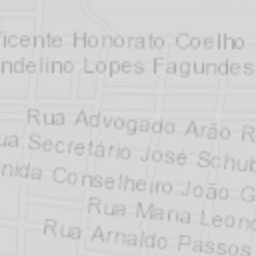 Vicente Honorato Coelho
ndelino Lopes Fagundes
Rua Advogado Arão R
ua Secretário José Schub
nida Conselheiro João G
Rua Maria Leono
Rua Arnaldo Passos